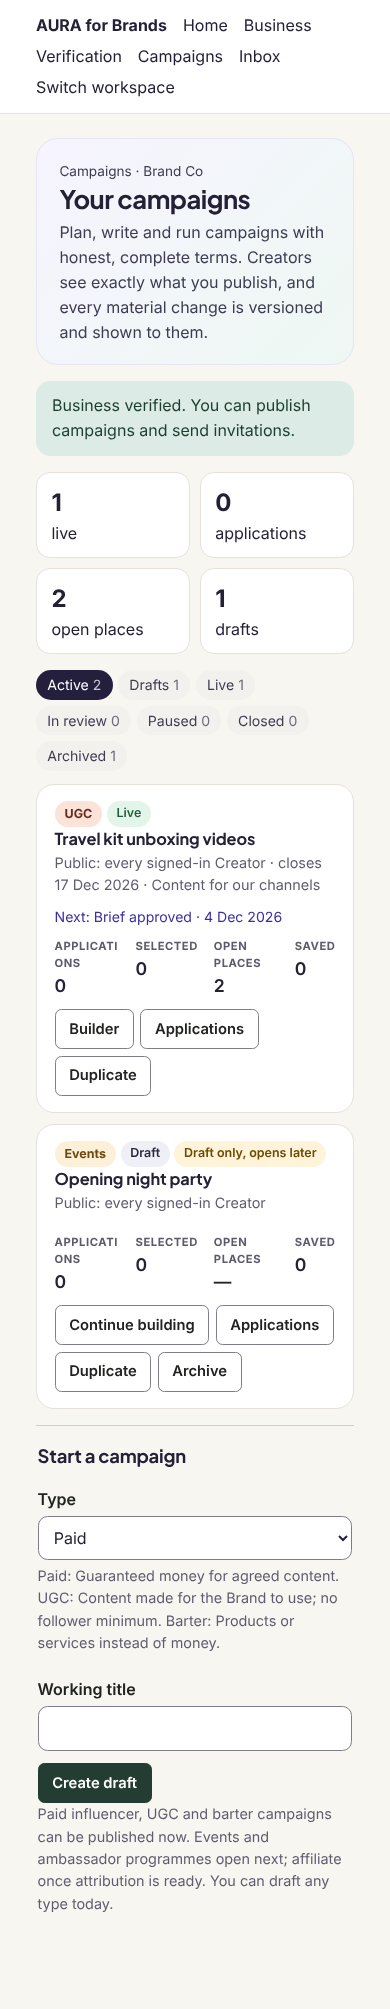 AURA for Brands Home Business
Verification Campaigns Inbox
Switch workspace
Campaigns · Brand Co
Your campaigns
Plan, write and run campaigns with
honest, complete terms. Creators
see exactly what you publish, and
every material change is versioned
and shown to them.
Business verified. You can publish
campaigns and send invitations.
1
live
0
applications
2
open places
1
drafts
Active 2 Drafts 1 Live 1
In review 0 Paused 0 Closed 0
Archived 1
UGC Live
Travel kit unboxing videos
Public: every signed-in Creator · closes
17 Dec 2026 · Content for our channels
Next: Brief approved · 4 Dec 2026
APPLICATI
ONS
0
SELECTED
0
OPEN
PLACES
2
SAVED
0
Builder Applications
Duplicate
Events Draft Draft only, opens later
Opening night party
Public: every signed-in Creator
APPLICATI
ONS
0
SELECTED
0
OPEN
PLACES
—
SAVED
0
Continue building Applications
Duplicate Archive
Start a campaign
Type
Paid
Paid: Guaranteed money for agreed content.
UGC: Content made for the Brand to use; no
follower minimum. Barter: Products or
services instead of money.
Working title
Create draft
Paid influencer, UGC and barter campaigns
can be published now. Events and
ambassador programmes open next; affiliate
once attribution is ready. You can draft any
type today.